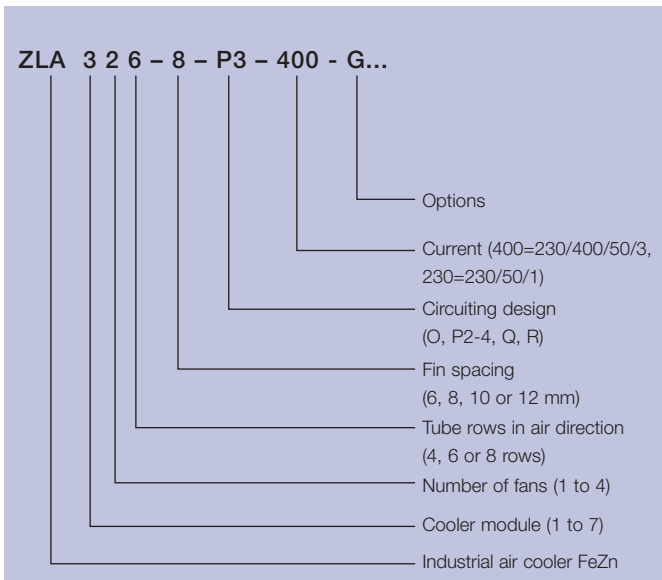 ZLA 3 2 6 – 8 – P3 – 400 - G...
Options
Current (400=230/400/50/3,
230=230/50/1)
Circuiting design
(O, P2-4, Q, R)
Fin spacing
(6, 8, 10 or 12 mm)
Tube rows in air direction
(4, 6 or 8 rows)
Number of fans (1 to 4)
Cooler module (1 to 7)
Industrial air cooler FeZn